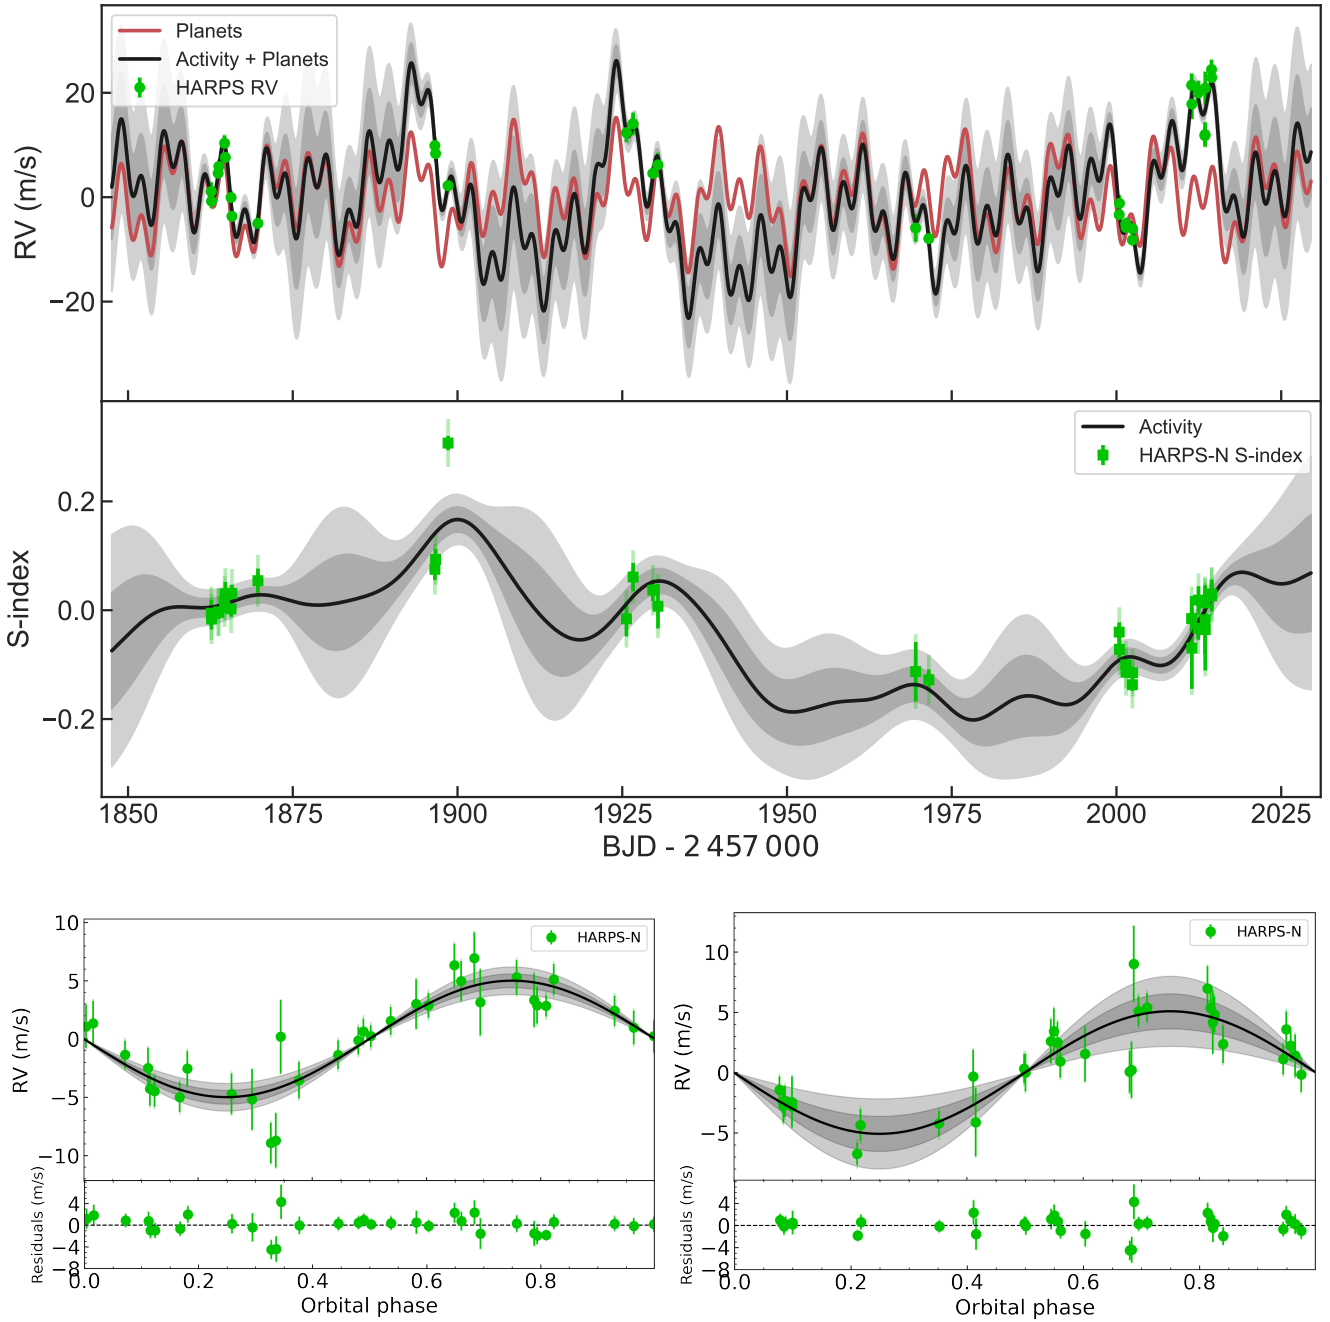 Planets
Activity + Planets
HARPS RV
RV (m/s)
20
0
−20
Activity
HARPS-N S-index
S-index
0.2
0.0
−0.2
1850 1875 1900 1925 1950 1975 2000 2025
BJD - 2 457 000
HARPS-N
RV (m/s)
10
5
0
−5
−10
Residuals (m/s)
4
0
−4
−8
0.0 0.2 0.4 0.6 0.8
Orbital phase
HARPS-N
RV (m/s)
10
5
0
−5
Residuals (m/s)
4
0
−4
−8
0.0 0.2 0.4 0.6 0.8
Orbital phase